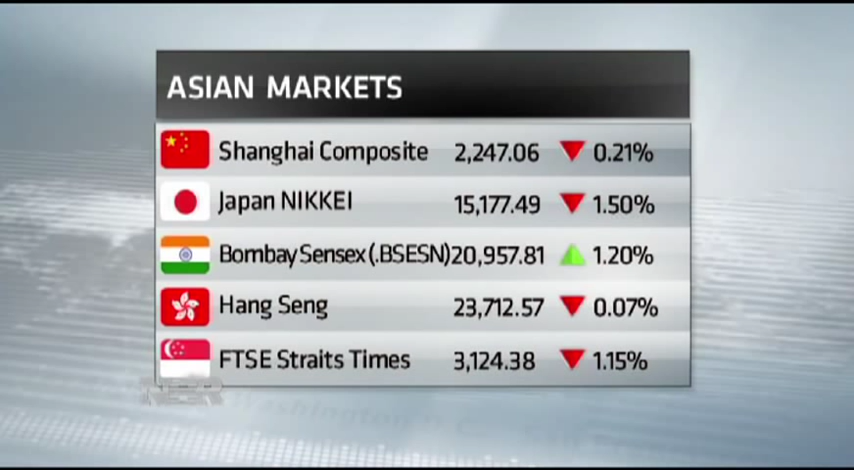 ASIAN MARKETS
Shanghai Composite 2,247.06 0.21%
Japan NIKKEI 15,177.49 1.50%
Bombay Sensex (.BSESN) 20,957.81 1.20%
Hang Seng 23,712.57 0.07%
FTSE Straits Times 3,124.38 1.15%